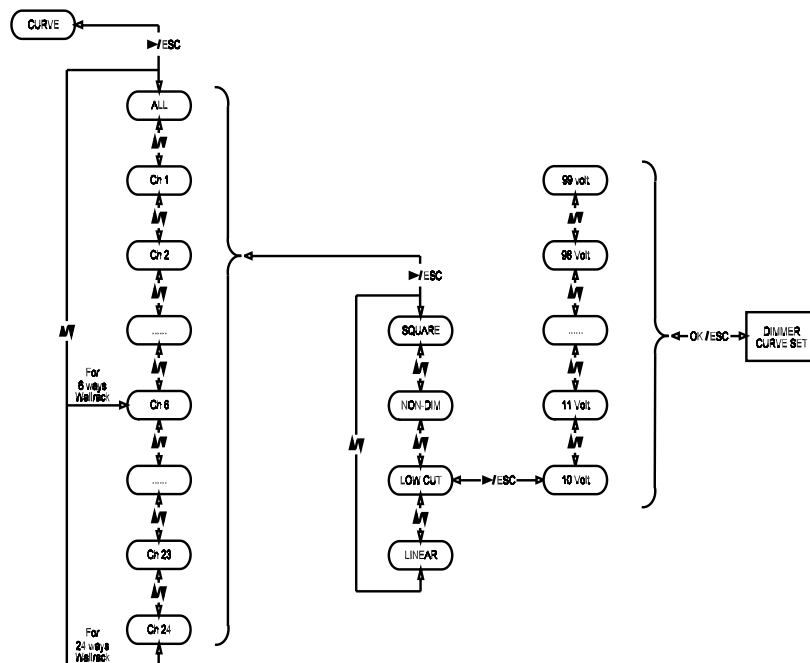 CURVE
►/ESC
ALL
Ch 1
Ch 2
......
For
6 ways
Wallrack
Ch 6
......
Ch 23
For
24 ways
Wallrack
Ch 24
►/ESC
SQUARE
NON-DIM
LOW CUT
LINEAR
►/ESC
99 volt
98 Volt
......
11 Volt
10 Volt
OK / ESC
DIMMER
CURVE SET